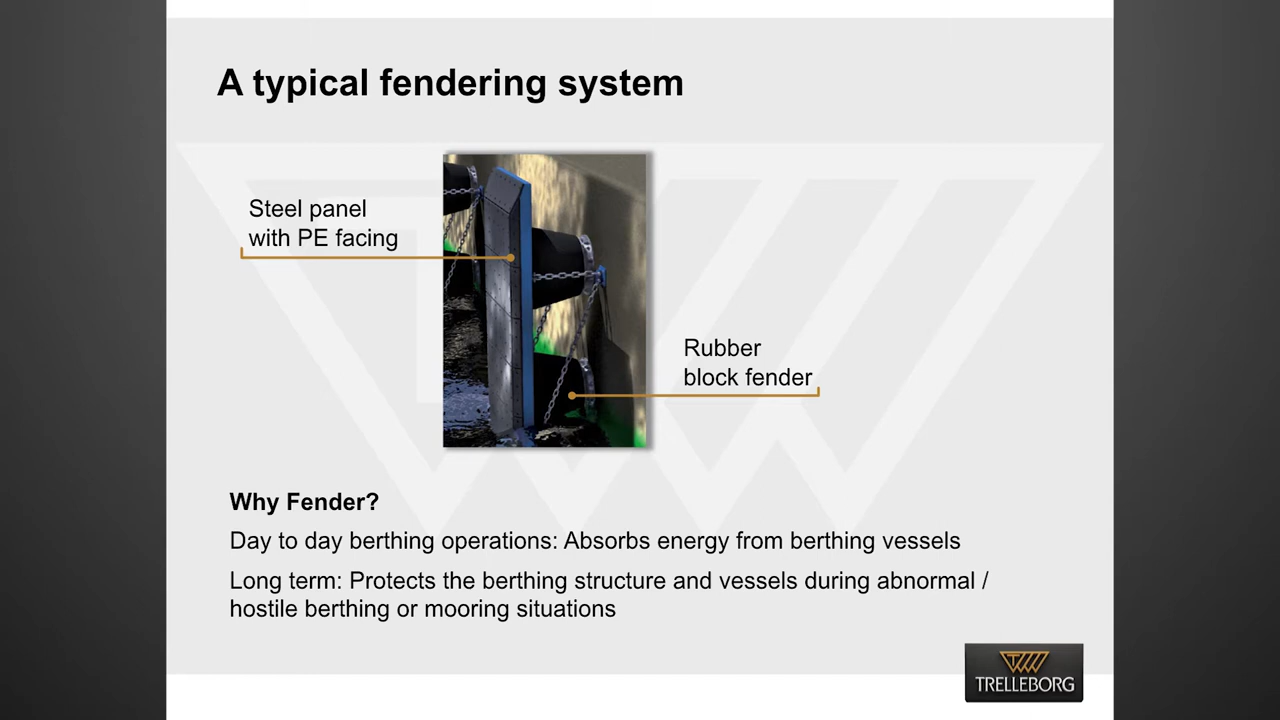 A typical fendering system
Steel panel
with PE facing
Rubber
block fender
Why Fender?
Day to day berthing operations: Absorbs energy from berthing vessels
Long term: Protects the berthing structure and vessels during abnormal /
hostile berthing or mooring situations
TRELLEBORG